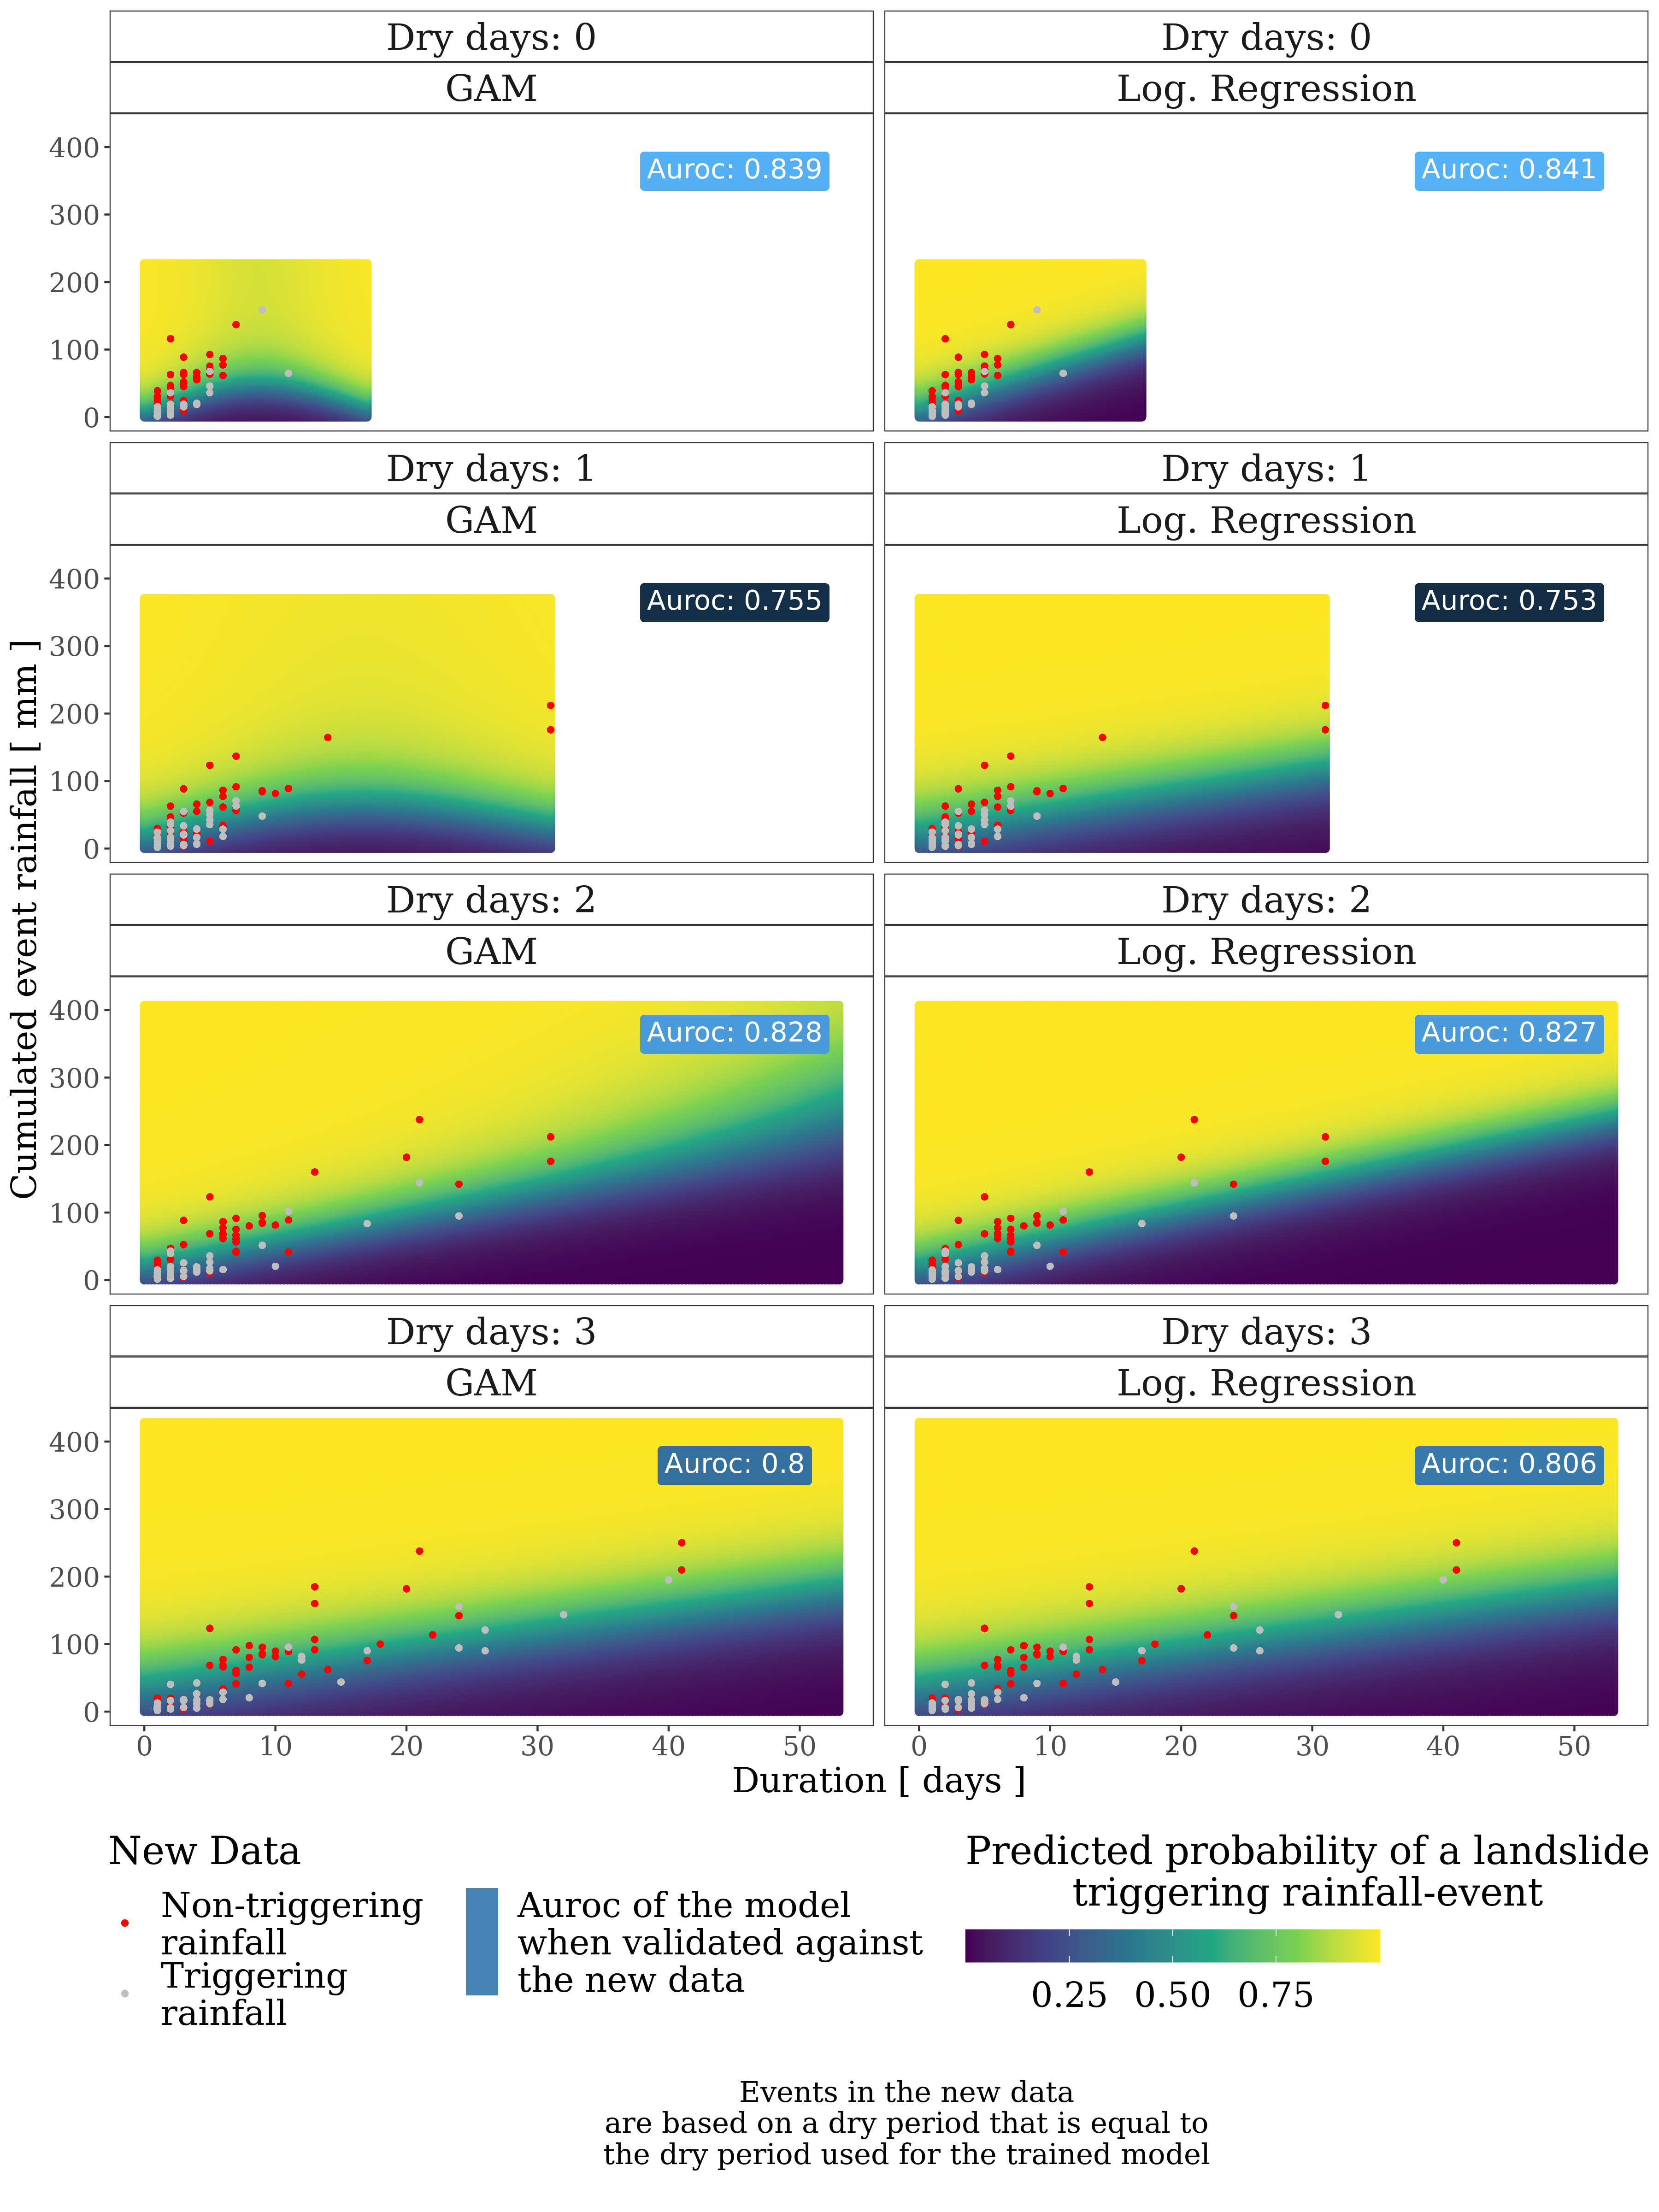 Dry days: 0
Dry days: 0
GAM
Log. Regression
400
300
200
100
0
Auroc: 0.839
Auroc: 0.841
Dry days: 1
Dry days: 1
GAM
Log. Regression
400
300
200
100
0
Auroc: 0.755
Auroc: 0.753
Dry days: 2
Dry days: 2
GAM
Log. Regression
400
300
200
100
0
Auroc: 0.828
Auroc: 0.827
Dry days: 3
Dry days: 3
GAM
Log. Regression
400
300
200
100
0
Auroc: 0.8
Auroc: 0.806
Cumulated event rainfall [ mm ]
0 10 20 30 40 50
0 10 20 30 40 50
Duration [ days ]
New Data
Non-triggering
rainfall
Triggering
rainfall
Auroc of the model
when validated against
the new data
Predicted probability of a landslide
triggering rainfall-event
0.25 0.50 0.75
Events in the new data
are based on a dry period that is equal to
the dry period used for the trained model